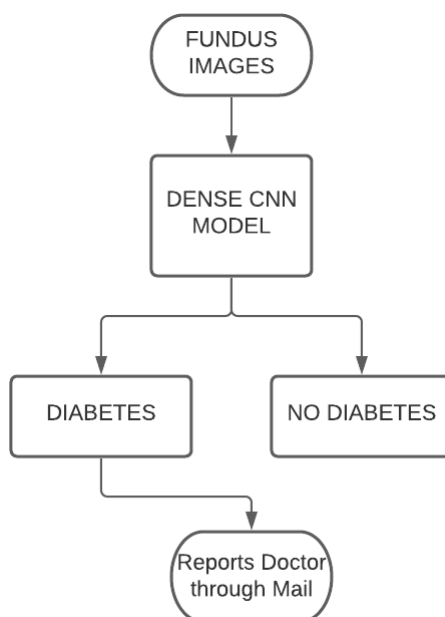 FUNDUS
IMAGES
DENSE CNN
MODEL
DIABETES
NO DIABETES
Reports Doctor
through Mail